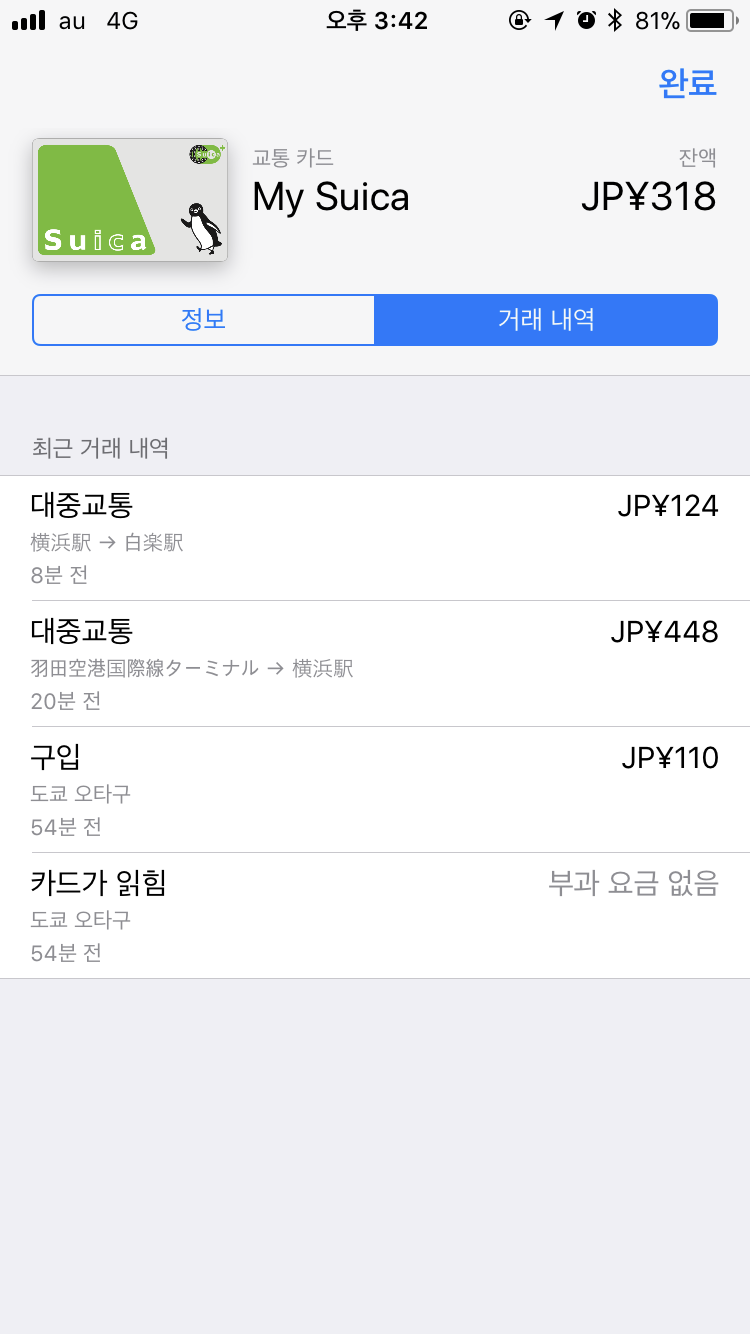 au 4G 오후 3:42 81%
완료
교통 카드 잔액
My Suica JP¥318
Suica
정보 거래 내역
최근 거래 내역
대중교통 JP¥124
横浜駅 → 白楽駅
8분 전
대중교통 JP¥448
羽田空港国際線ターミナル → 横浜駅
20분 전
구입 JP¥110
도쿄 오타구
54분 전
카드가 읽힘 부과 요금 없음
도쿄 오타구
54분 전